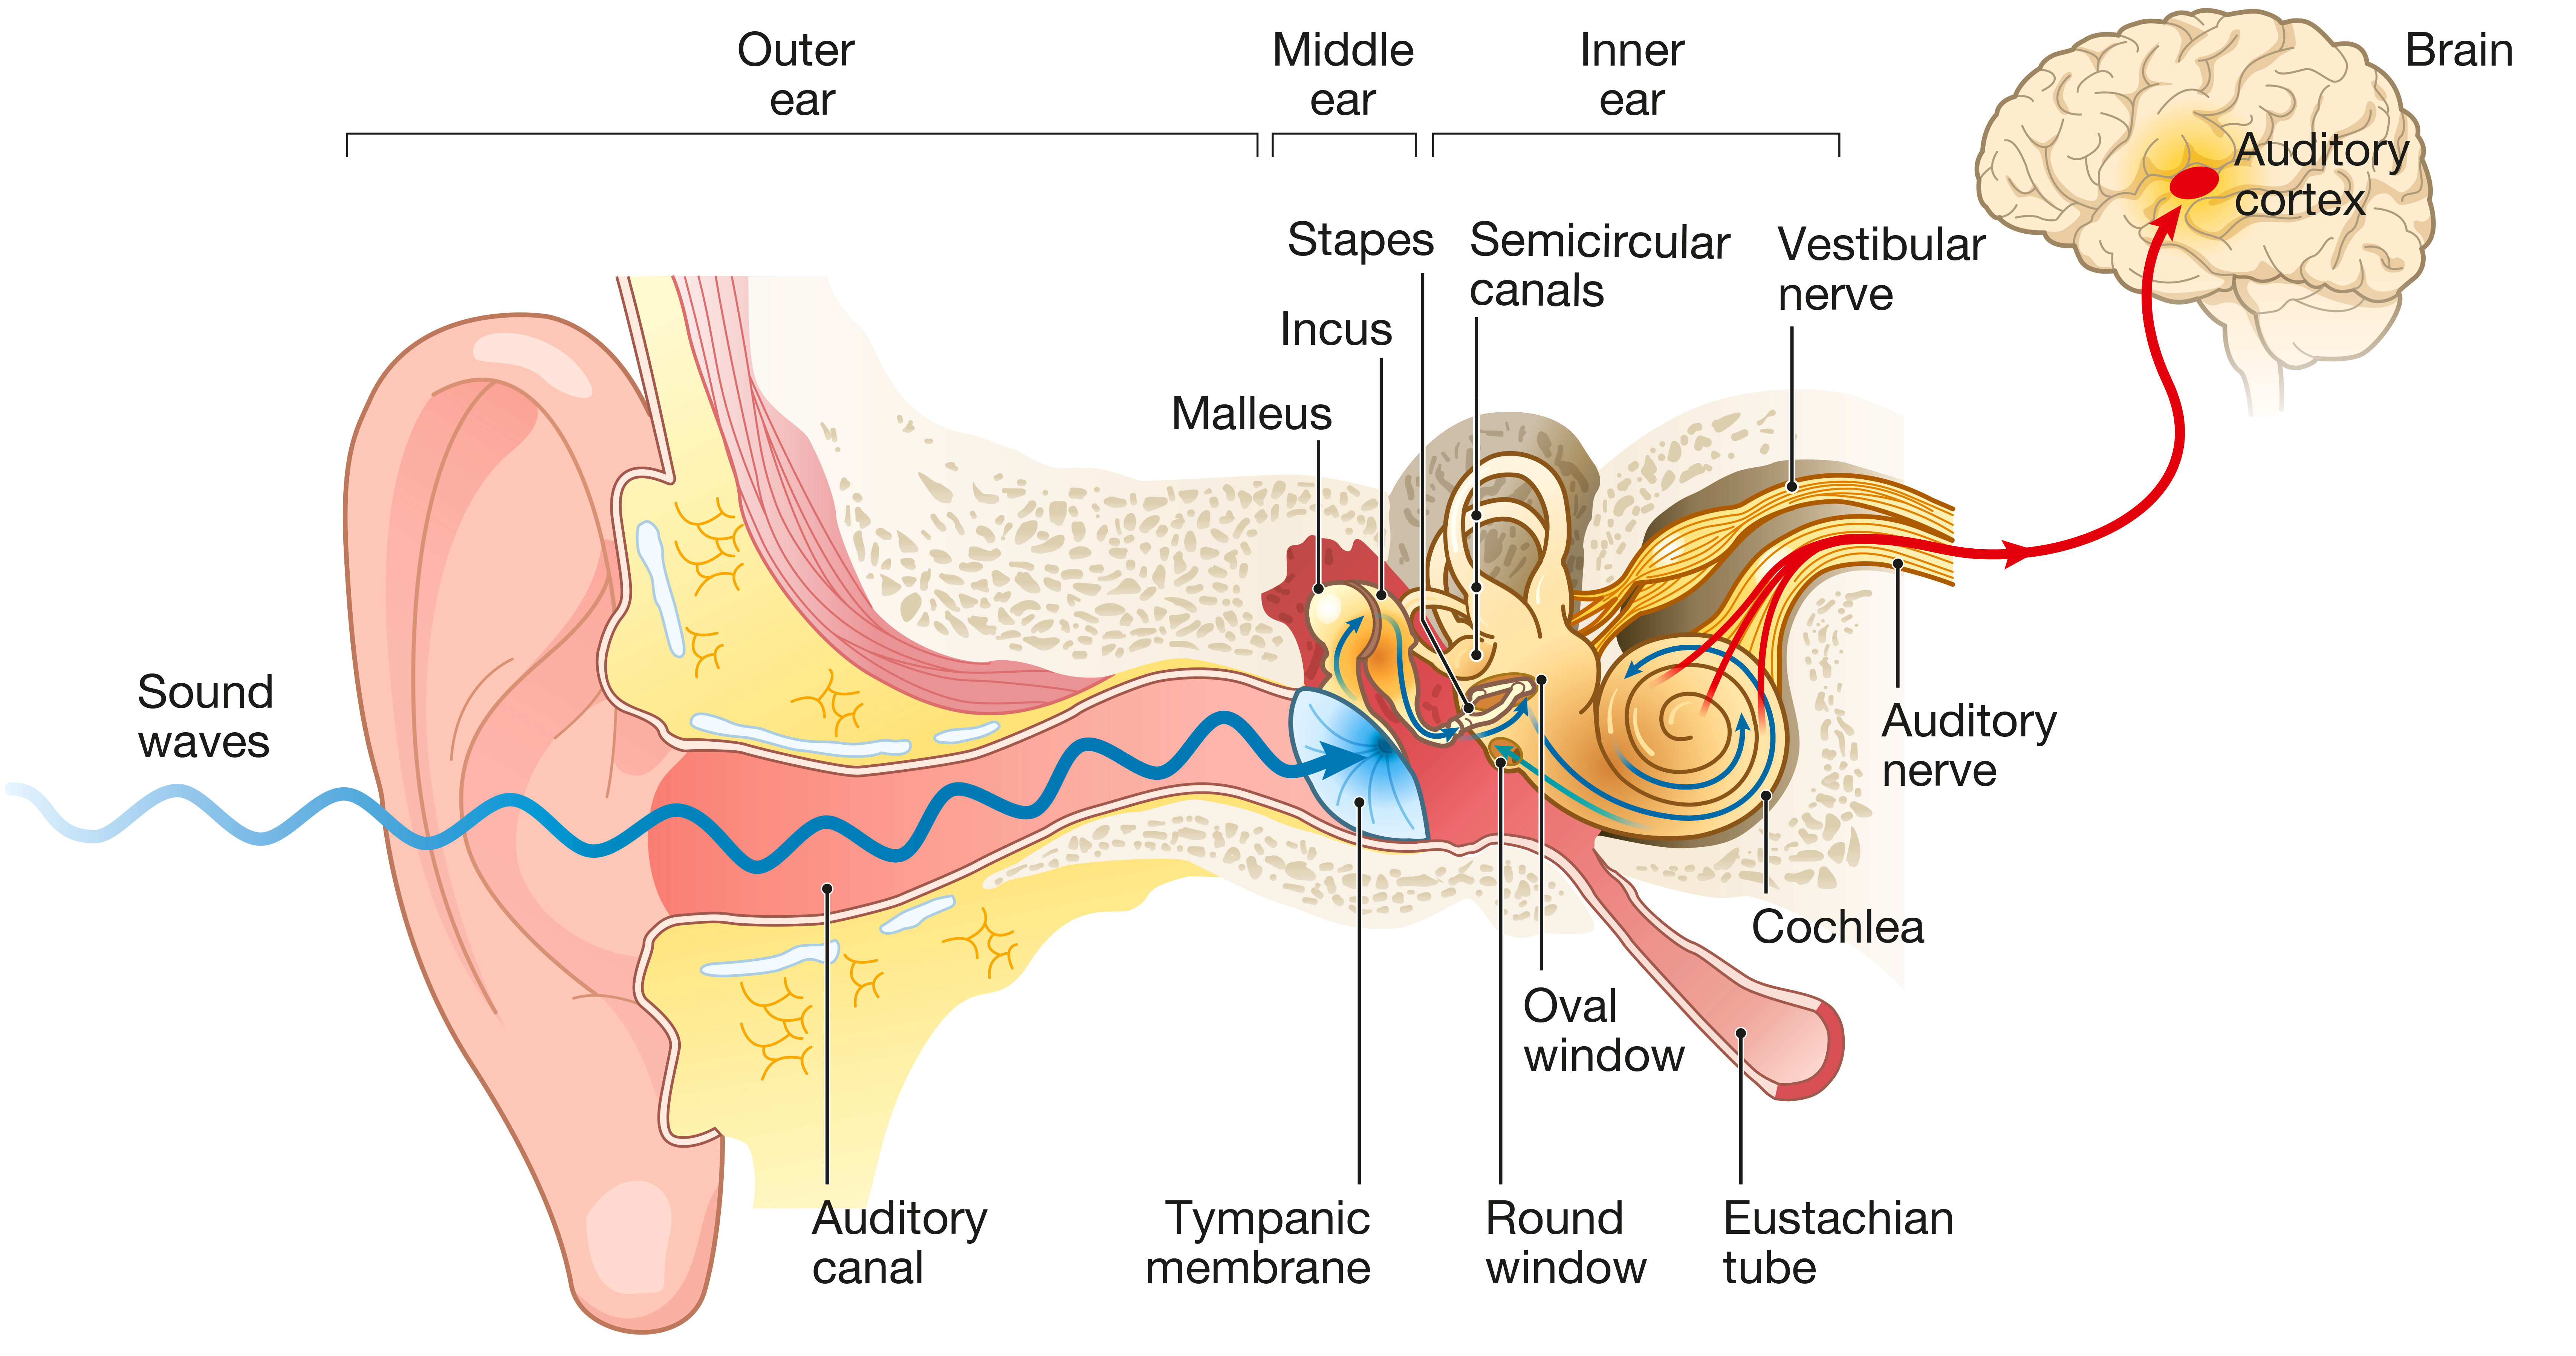 Outer
ear
Middle
ear
Inner
ear
Brain
Auditory
cortex
Stapes
Semicircular
canals
Vestibular
nerve
Incus
Malleus
Sound
waves
Auditory
nerve
Cochlea
Oval
window
Auditory
canal
Tympanic
membrane
Round
window
Eustachian
tube